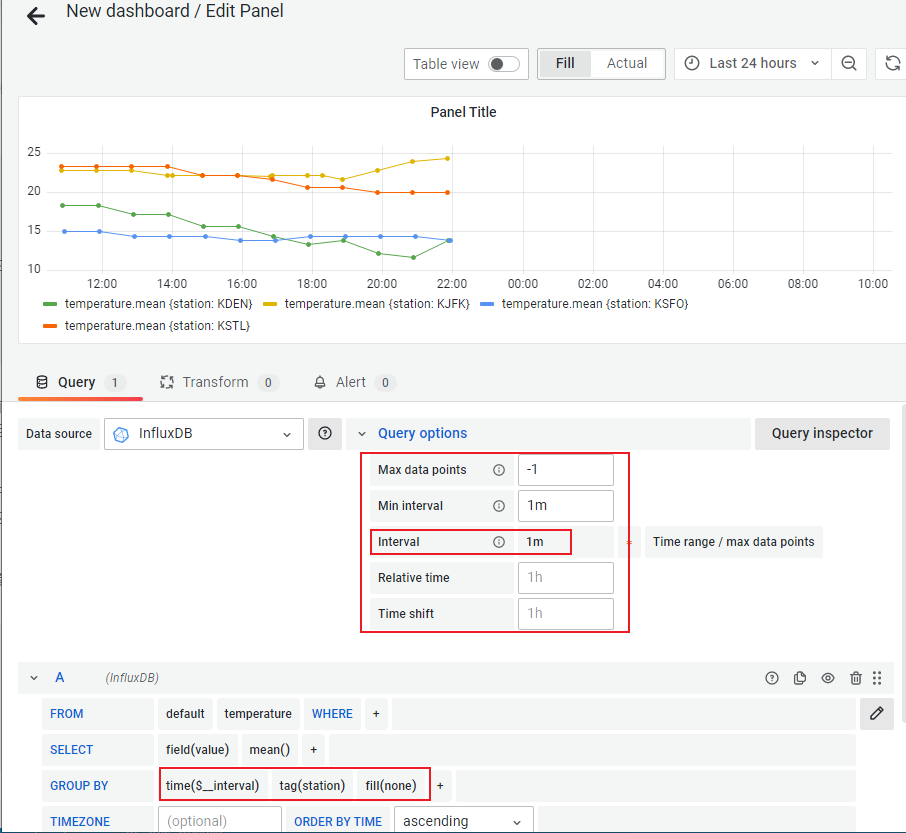 New dashboard / Edit Panel
Table view Fill Actual Last 24 hours
Panel Title
25
20
15
10
12:00 14:00 16:00 18:00 20:00 22:00 00:00 02:00 04:00 06:00 08:00 10:00
temperature.mean {station: KDEN} temperature.mean {station: KJFK} temperature.mean {station: KSFO}
temperature.mean {station: KSTL}
Query 1 Transform 0 Alert 0
Data source InfluxDB Query options Query inspector
Max data points -1
Min interval 1m
Interval 1m = Time range / max data points
Relative time 1h
Time shift 1h
A (InfluxDB)
FROM default temperature WHERE +
SELECT field(value) mean() +
GROUP BY time($__interval) tag(station) fill(none) +
TIMEZONE (optional) ORDER BY TIME ascending